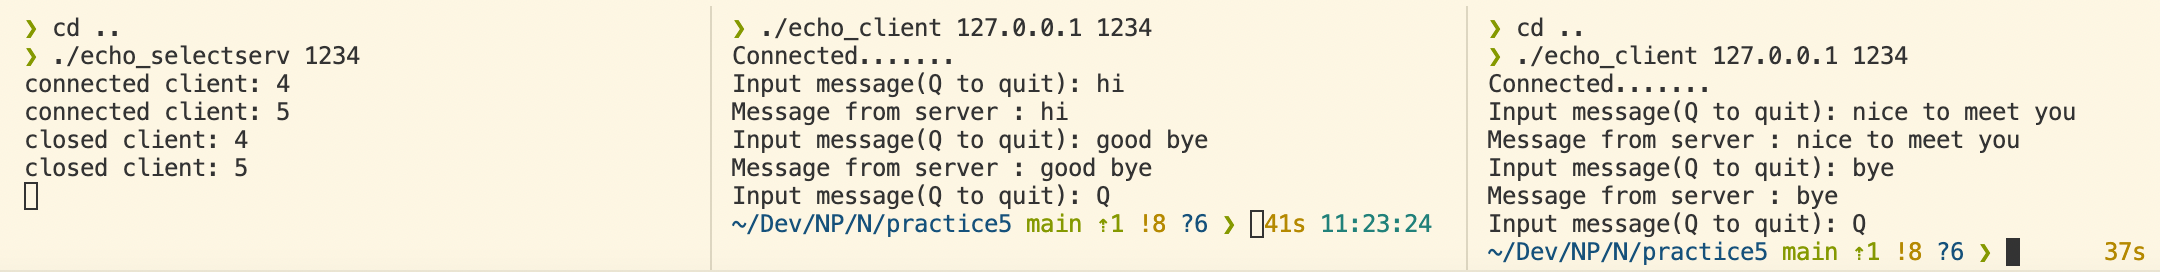 ❯ cd ..
❯ ./echo_selectserv 1234
connected client: 4
connected client: 5
closed client: 4
closed client: 5
❯ ./echo_client 127.0.0.1 1234
Connected.......
Input message(Q to quit): hi
Message from server : hi
Input message(Q to quit): good bye
Message from server : good bye
Input message(Q to quit): Q
~/Dev/NP/N/practice5 main ⇡1 !8 ?6 ❯ 41s 11:23:24
❯ cd ..
❯ ./echo_client 127.0.0.1 1234
Connected.......
Input message(Q to quit): nice to meet you
Message from server : nice to meet you
Input message(Q to quit): bye
Message from server : bye
Input message(Q to quit): Q
~/Dev/NP/N/practice5 main ⇡1 !8 ?6 ❯ 37s